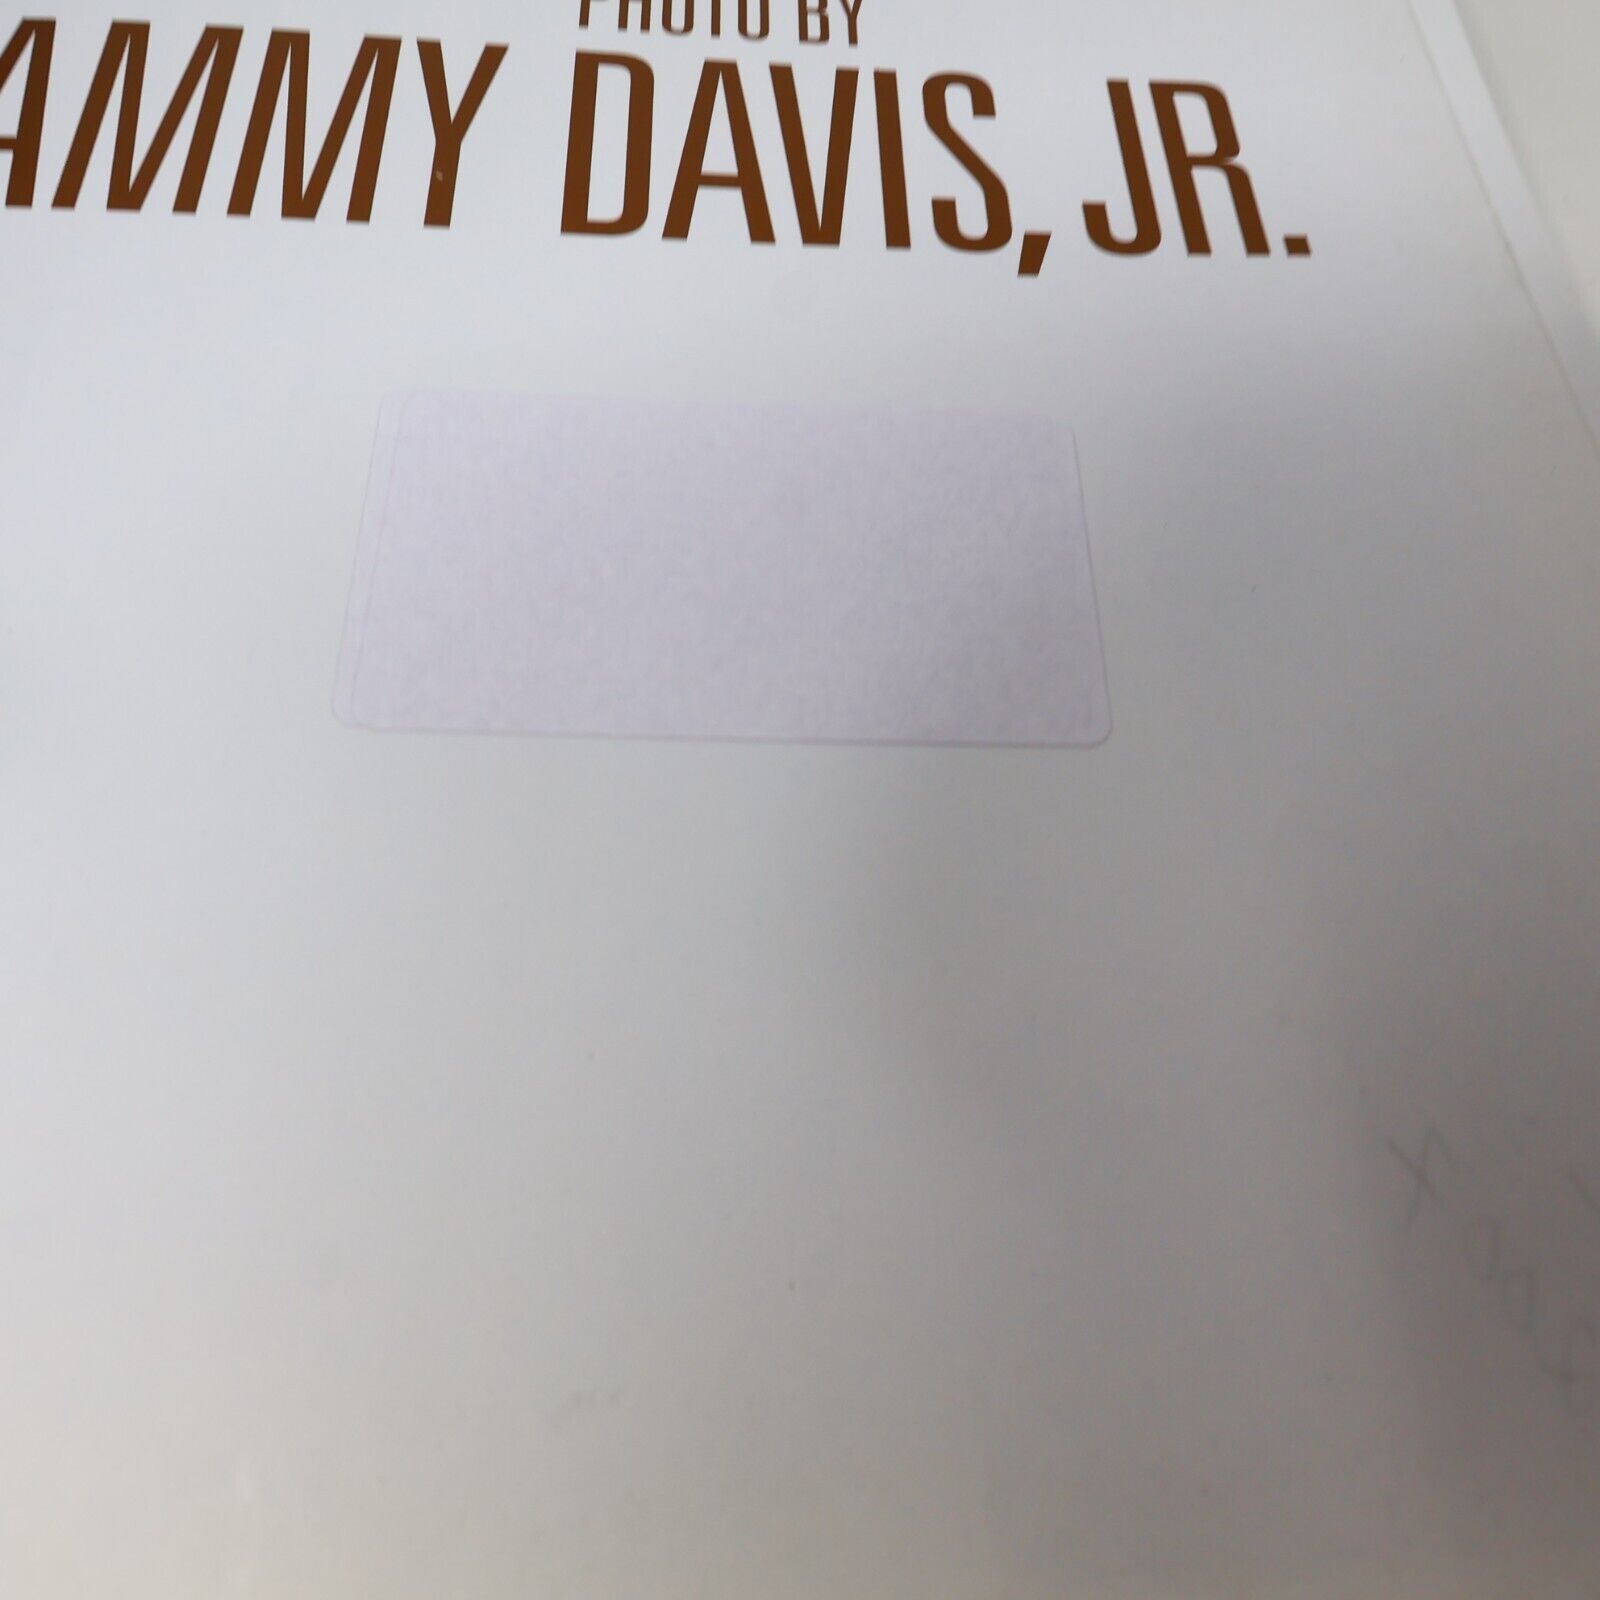 PHOTO BY
AMMY DAVIS, JR.